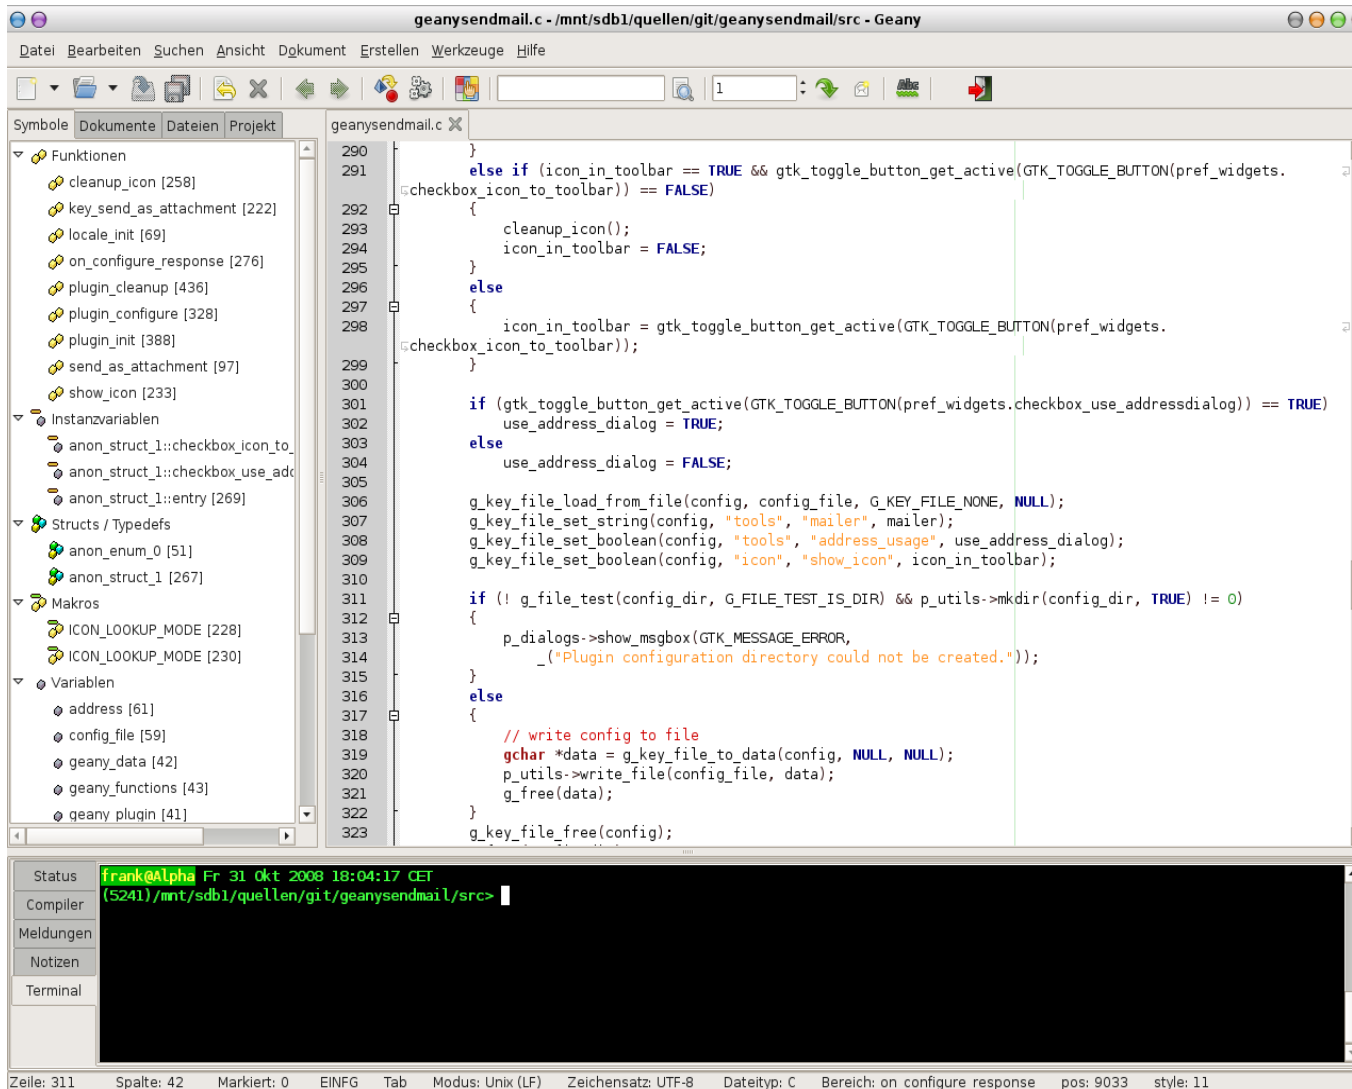 geanysendmail.c - /mnt/sdb1/quellen/git/geanysendmail/src - Geany
Datei Bearbeiten Suchen Ansicht Dokument Erstellen Werkzeuge Hilfe
1 Abc
Symbole Dokumente Dateien Projekt
geanysendmail.c
Funktionen
cleanup_icon [258]
key_send_as_attachment [222]
locale_init [69]
on_configure_response [276]
plugin_cleanup [436]
plugin_configure [328]
plugin_init [388]
send_as_attachment [97]
show_icon [233]
Instanzvariablen
anon_struct_1::checkbox_icon_to_
anon_struct_1::checkbox_use_add
anon_struct_1::entry [269]
Structs / Typedefs
anon_enum_0 [51]
anon_struct_1 [267]
Makros
ICON_LOOKUP_MODE [228]
ICON_LOOKUP_MODE [230]
Variablen
address [61]
config_file [59]
geany_data [42]
geany_functions [43]
geany_plugin [41]
290 }
291 else if (icon_in_toolbar == TRUE && gtk_toggle_button_get_active(GTK_TOGGLE_BUTTON(pref_widgets.
checkbox_icon_to_toolbar)) == FALSE)
292 {
293 cleanup_icon();
294 icon_in_toolbar = FALSE;
295 }
296 else
297 {
298 icon_in_toolbar = gtk_toggle_button_get_active(GTK_TOGGLE_BUTTON(pref_widgets.
checkbox_icon_to_toolbar));
299 }
300
301 if (gtk_toggle_button_get_active(GTK_TOGGLE_BUTTON(pref_widgets.checkbox_use_addressdialog)) == TRUE)
302 use_address_dialog = TRUE;
303 else
304 use_address_dialog = FALSE;
305
306 g_key_file_load_from_file(config, config_file, G_KEY_FILE_NONE, NULL);
307 g_key_file_set_string(config, "tools", "mailer", mailer);
308 g_key_file_set_boolean(config, "tools", "address_usage", use_address_dialog);
309 g_key_file_set_boolean(config, "icon", "show_icon", icon_in_toolbar);
310
311 if (! g_file_test(config_dir, G_FILE_TEST_IS_DIR) && p_utils->mkdir(config_dir, TRUE) != 0)
312 {
313 p_dialogs->show_msgbox(GTK_MESSAGE_ERROR,
314 _("Plugin configuration directory could not be created."));
315 }
316 else
317 {
318 // write config to file
319 gchar *data = g_key_file_to_data(config, NULL, NULL);
320 p_utils->write_file(config_file, data);
321 g_free(data);
322 }
323 g_key_file_free(config);
Status
Compiler
Meldungen
Notizen
Terminal
frank@Alpha Fr 31 Okt 2008 18:04:17 CET
(5241)/mnt/sdb1/quellen/git/geanysendmail/src>
Zeile: 311 Spalte: 42 Markiert: 0 EINFG Tab Modus: Unix (LF) Zeichensatz: UTF-8 Dateityp: C Bereich: on_configure_response pos: 9033 style: 11